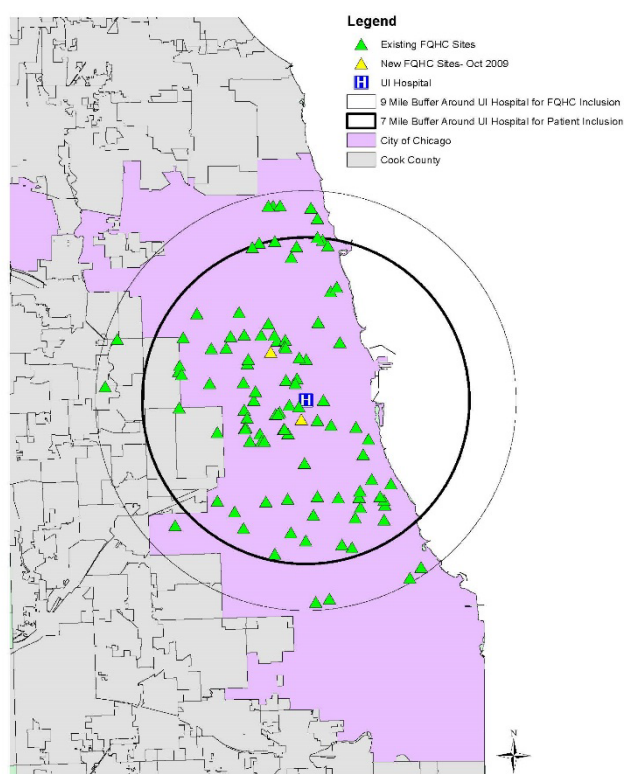 Legend
Existing FQHC Sites
New FQHC Sites- Oct 2009
H UI Hospital
9 Mile Buffer Around UI Hospital for FQHC Inclusion
7 Mile Buffer Around UI Hospital for Patient Inclusion
City of Chicago
Cook County
H
N